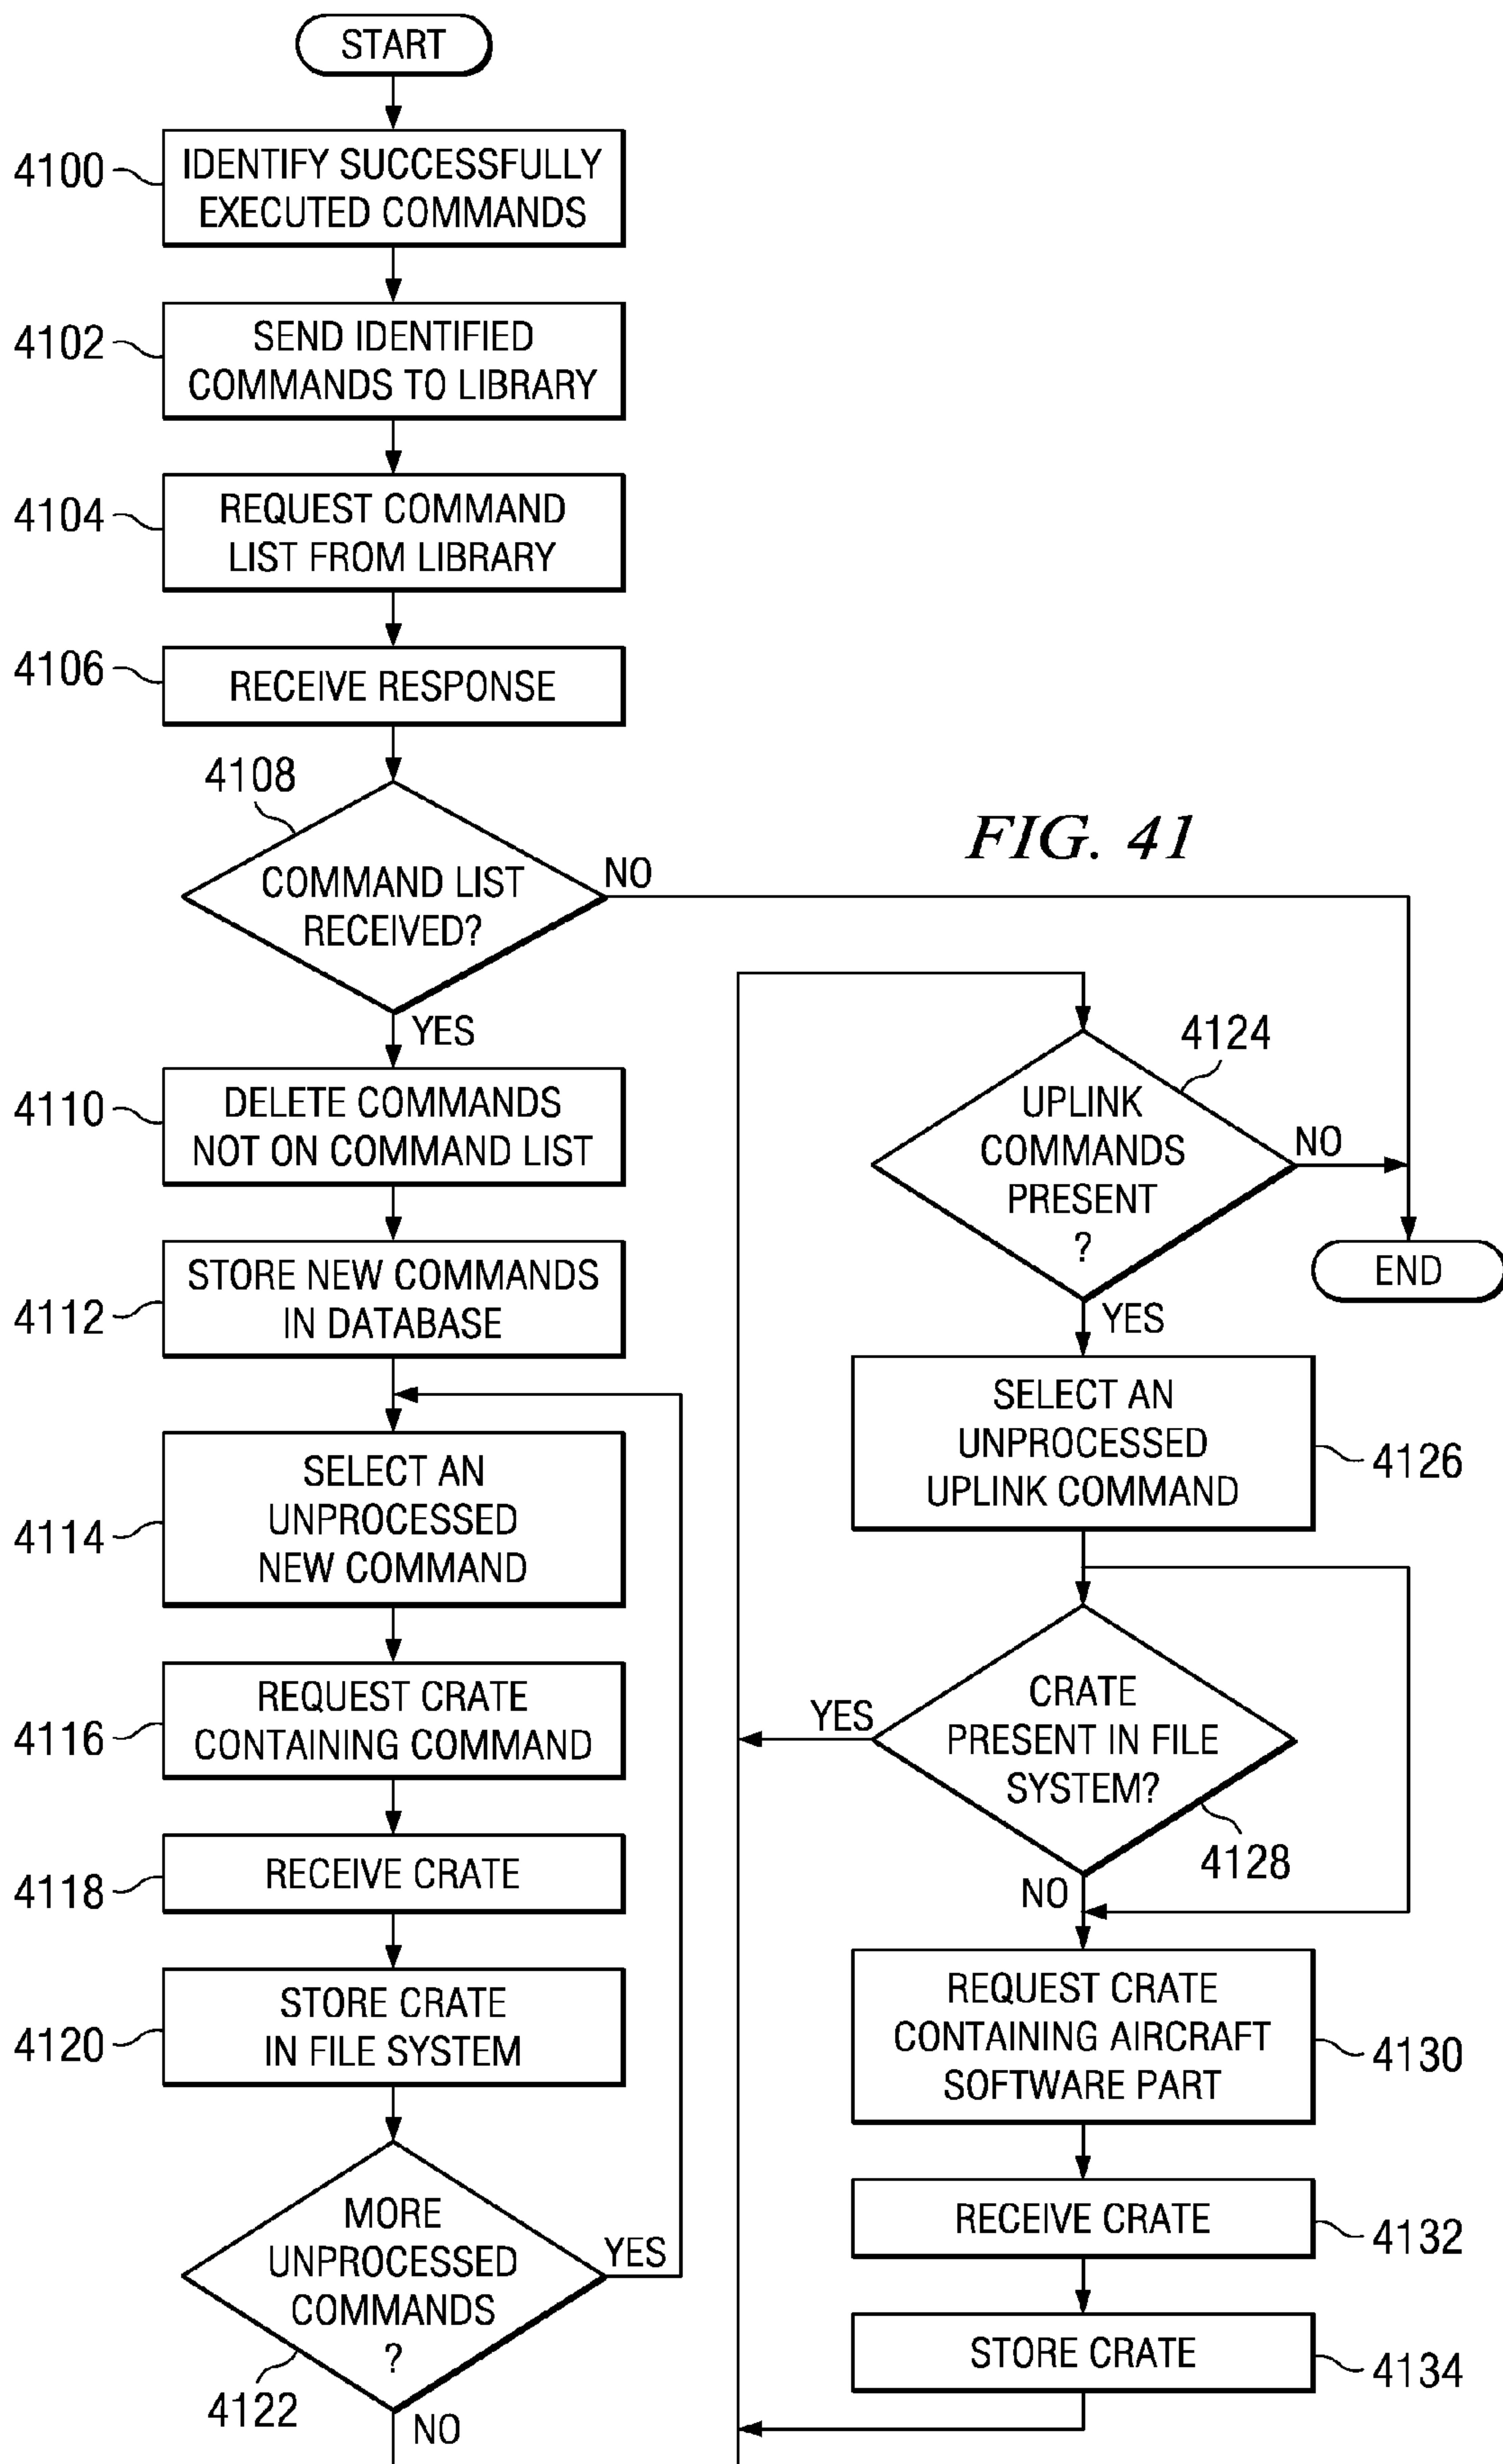 START
4100
IDENTIFY SUCCESSFULLY
EXECUTED COMMANDS
4102
SEND IDENTIFIED
COMMANDS TO LIBRARY
4104
REQUEST COMMAND
LIST FROM LIBRARY
4106
RECEIVE RESPONSE
4108
COMMAND LIST
RECEIVED?
NO
YES
4110
DELETE COMMANDS
NOT ON COMMAND LIST
4112
STORE NEW COMMANDS
IN DATABASE
4114
SELECT AN
UNPROCESSED
NEW COMMAND
4116
REQUEST CRATE
CONTAINING COMMAND
4118
RECEIVE CRATE
4120
STORE CRATE
IN FILE SYSTEM
MORE
UNPROCESSED
COMMANDS
?
YES
4122
NO
FIG. 41
4124
UPLINK
COMMANDS
PRESENT
?
NO
END
YES
SELECT AN
UNPROCESSED
UPLINK COMMAND
4126
YES
CRATE
PRESENT IN FILE
SYSTEM?
4128
NO
REQUEST CRATE
CONTAINING AIRCRAFT
SOFTWARE PART
4130
RECEIVE CRATE
4132
STORE CRATE
4134